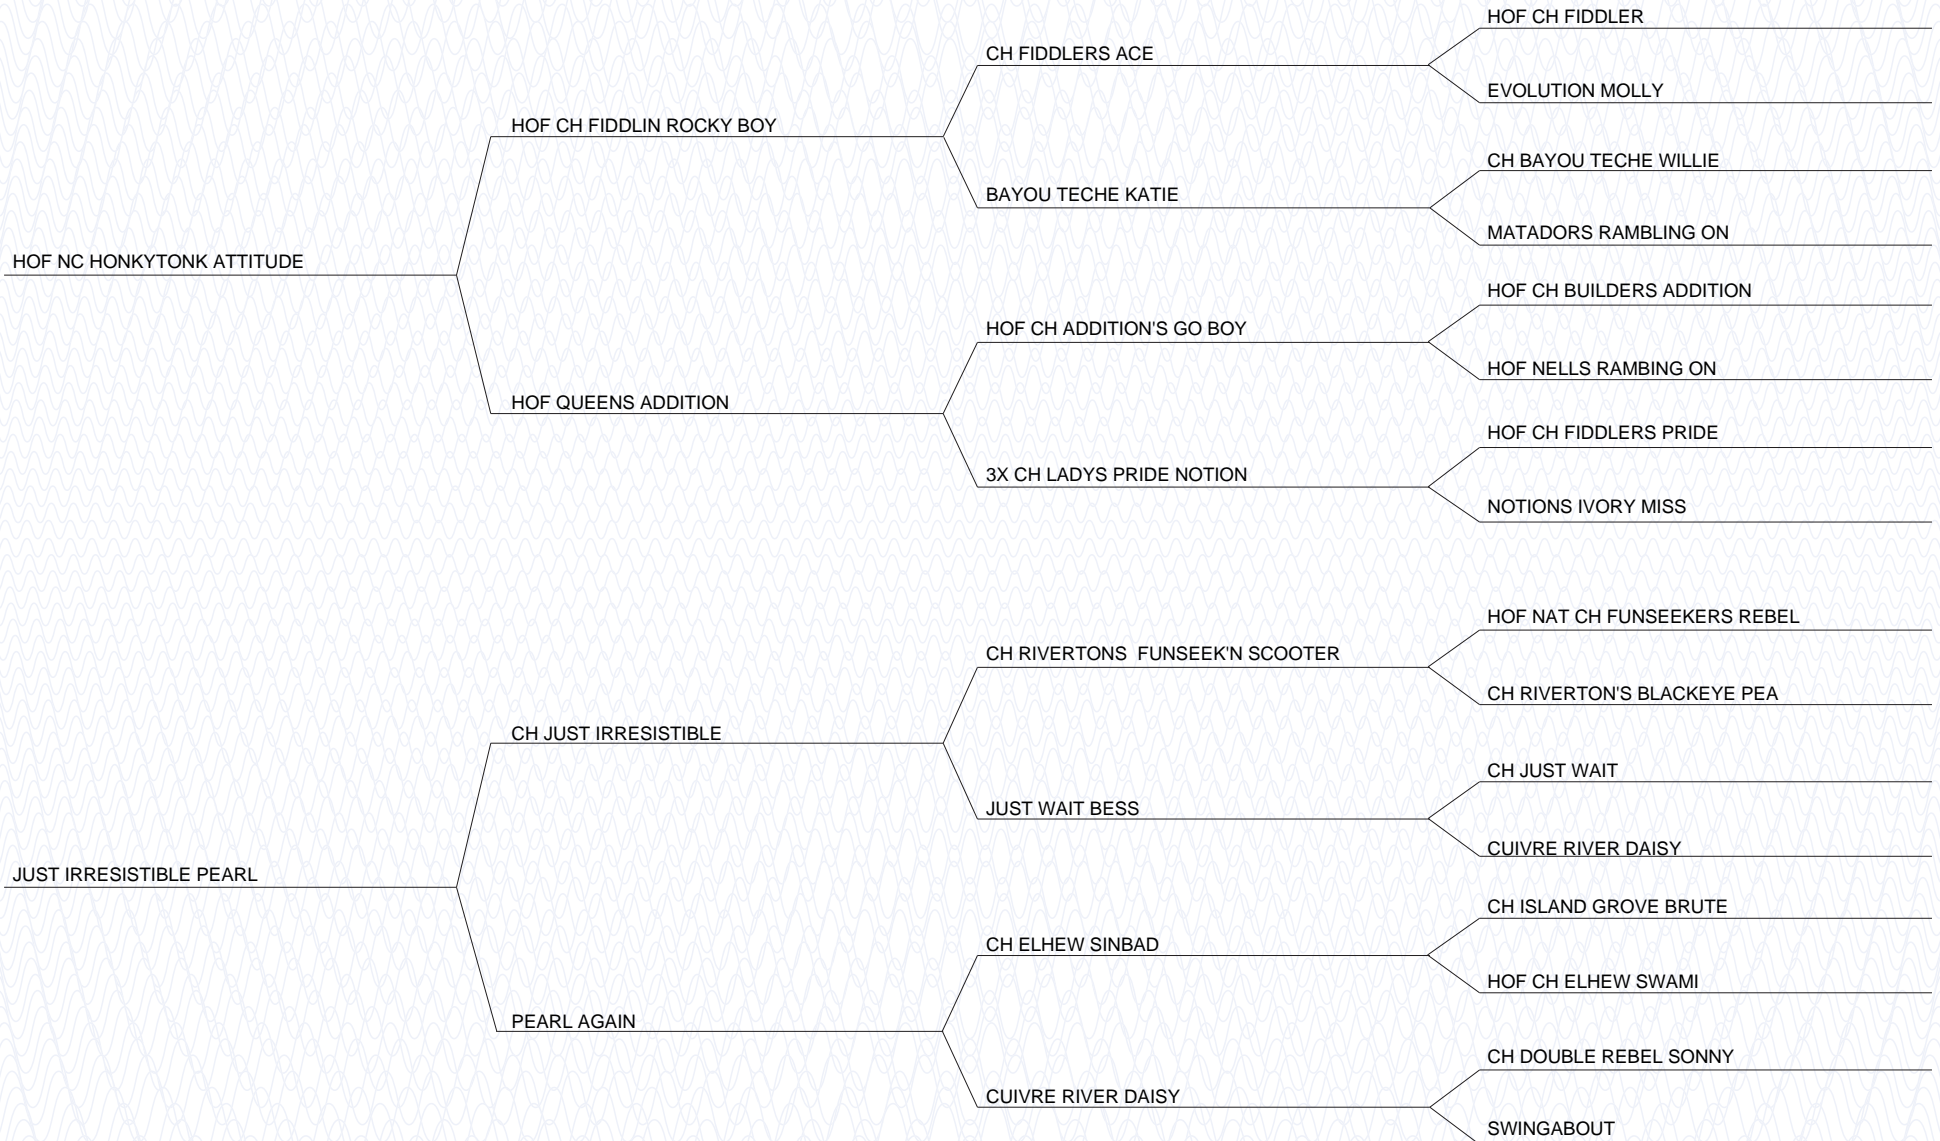 HOF CH FIDDLER
CH FIDDLERS ACE
EVOLUTION MOLLY
HOF CH FIDDLIN ROCKY BOY
CH BAYOU TECHE WILLIE
BAYOU TECHE KATIE
MATADORS RAMBLING ON
HOF NC HONKYTONK ATTITUDE
HOF CH BUILDERS ADDITION
HOF CH ADDITION'S GO BOY
HOF NELLS RAMBING ON
HOF QUEENS ADDITION
HOF CH FIDDLERS PRIDE
3X CH LADYS PRIDE NOTION
NOTIONS IVORY MISS
HOF NAT CH FUNSEEKERS REBEL
CH RIVERTONS  FUNSEEK'N SCOOTER
CH RIVERTON'S BLACKEYE PEA
CH JUST IRRESISTIBLE
CH JUST WAIT
JUST WAIT BESS
CUIVRE RIVER DAISY
JUST IRRESISTIBLE PEARL
CH ISLAND GROVE BRUTE
CH ELHEW SINBAD
HOF CH ELHEW SWAMI
PEARL AGAIN
CH DOUBLE REBEL SONNY
CUIVRE RIVER DAISY
SWINGABOUT